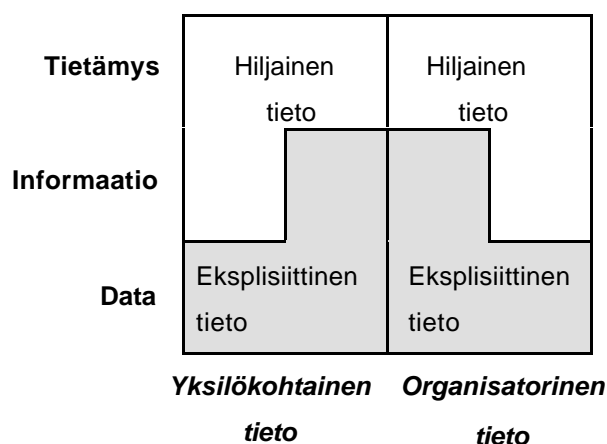 Tietämys
Hiljainen
tieto
Hiljainen
tieto
Informaatio
Data
Eksplisiittinen
tieto
Eksplisiittinen
tieto
Yksilökohtainen
tieto
Organisatorinen
tieto